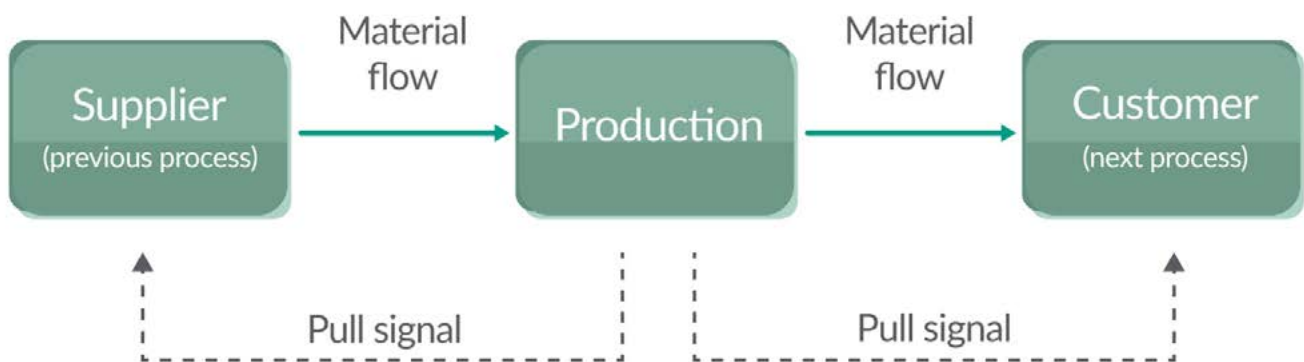 Material
flow
Material
flow
Supplier
(previous process)
Production
Customer
(next process)
Pull signal
Pull signal